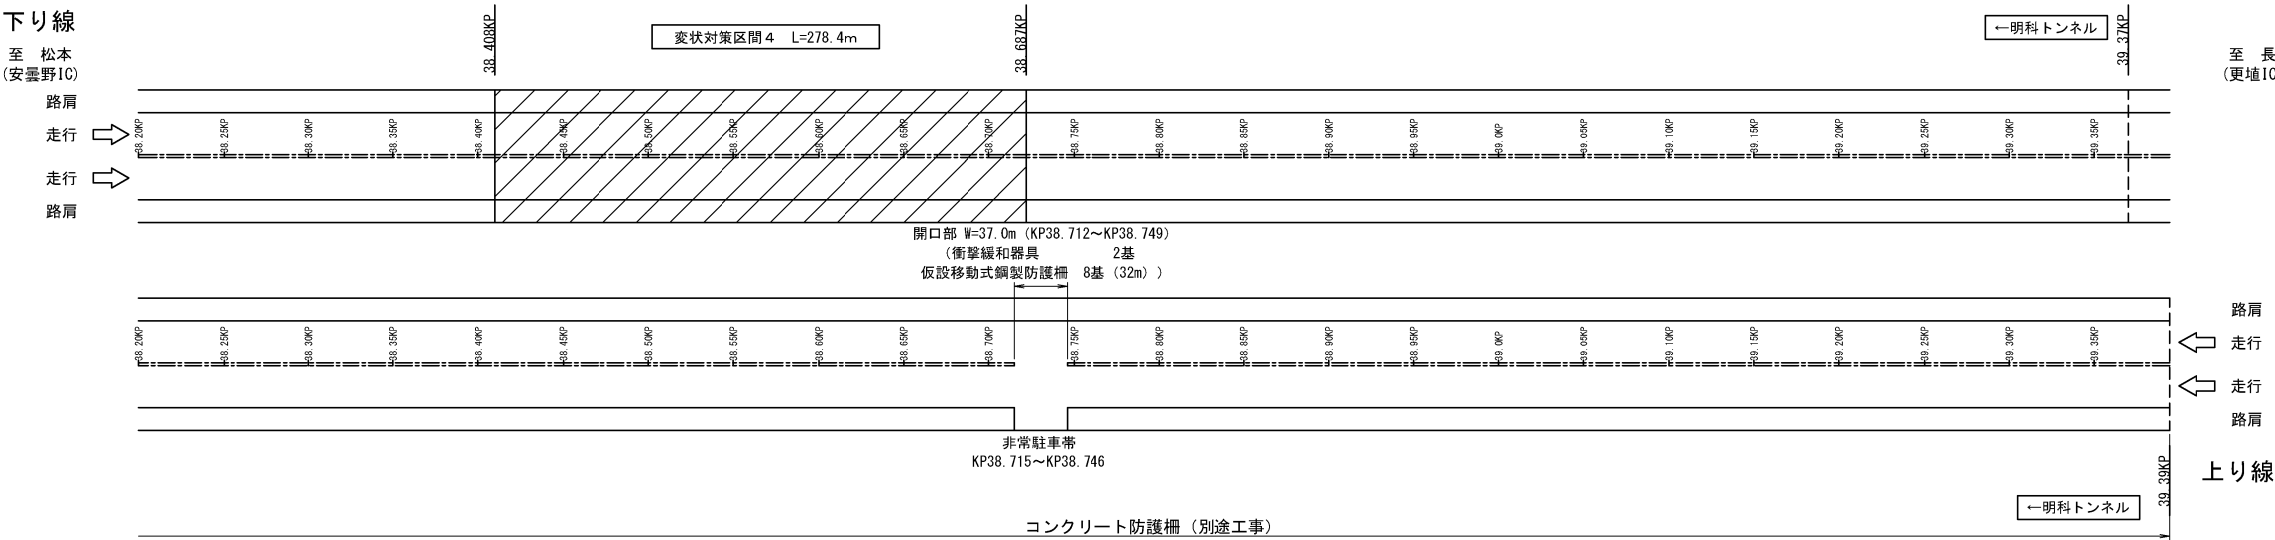 下り線
至 松本
(安曇野IC)
38.408KP
変状対策区間4 L=278.4m
38.687KP
←明科トンネル
39.37KP
至 長
(更埴IC
路肩
走行
38.20KP 38.25KP 38.30KP 38.35KP 38.40KP 38.45KP 38.50KP 38.55KP 38.60KP 38.65KP 38.70KP 38.75KP 38.80KP 38.85KP 38.90KP 38.95KP 39.0KP 39.05KP 39.10KP 39.15KP 39.20KP 39.25KP 39.30KP 39.35KP
走行
路肩
開口部 W=37.0m (KP38.712～KP38.749)
(衝撃緩和器具 2基
仮設移動式鋼製防護柵 8基 (32m) )
路肩
38.20KP 38.25KP 38.30KP 38.35KP 38.40KP 38.45KP 38.50KP 38.55KP 38.60KP 38.65KP 38.70KP 38.75KP 38.80KP 38.85KP 38.90KP 38.95KP 39.0KP 39.05KP 39.10KP 39.15KP 39.20KP 39.25KP 39.30KP 39.35KP
走行
走行
路肩
非常駐車帯
KP38.715～KP38.746
39.39KP
上り線
←明科トンネル
コンクリート防護柵 (別途工事)